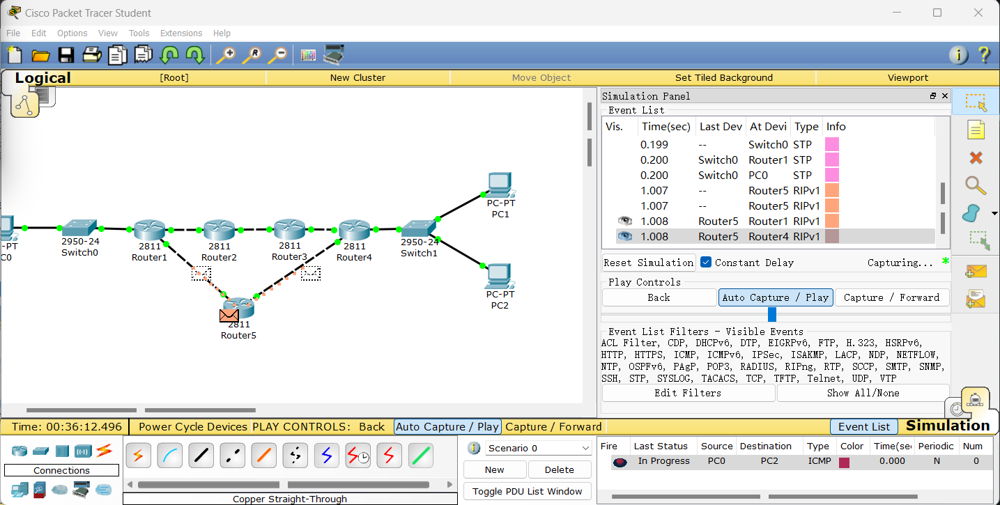 Cisco Packet Tracer Student
File Edit Options View Tools Extensions Help
Logical [Root] New Cluster Move Object Set Tiled Background Viewport
-PT
C0
2950-24
Switch0
2811
Router1
2811
Router2
2811
Router3
2811
Router4
2950-24
Switch1
PC-PT
PC1
PC-PT
PC2
2811
Router5
Simulation Panel
Event List
Vis. Time(sec) Last Dev At Devi Type Info
0.199 -- Switch0 STP
0.200 Switch0 Router1 STP
0.200 Switch0 PC0 STP
1.007 -- Router5 RIPv1
1.007 -- Router5 RIPv1
1.008 Router5 Router1 RIPv1
1.008 Router5 Router4 RIPv1
Reset Simulation Constant Delay Capturing... *
Play Controls
Back Auto Capture / Play Capture / Forward
Event List Filters - Visible Events
ACL Filter, CDP, DHCPv6, DTP, EIGRPv6, FTP, H.323, HSRPv6,
HTTP, HTTPS, ICMP, ICMPv6, IPSec, ISAKMP, LACP, NDP, NETFLOW,
NTP, OSPFv6, PAgP, POP3, RADIUS, RIPng, RTP, SCCP, SMTP, SNMP,
SSH, STP, SYSLOG, TACACS, TCP, TFTP, Telnet, UDP, VTP
Edit Filters Show All/None
Time: 00:36:12.496 Power Cycle Devices PLAY CONTROLS: Back Auto Capture / Play Capture / Forward Event List Simulation
Connections
Copper Straight-Through
Scenario 0
New Delete
Toggle PDU List Window
Fire Last Status Source Destination Type Color Time(sec Periodic Num
In Progress PC0 PC2 ICMP 0.000 N 0